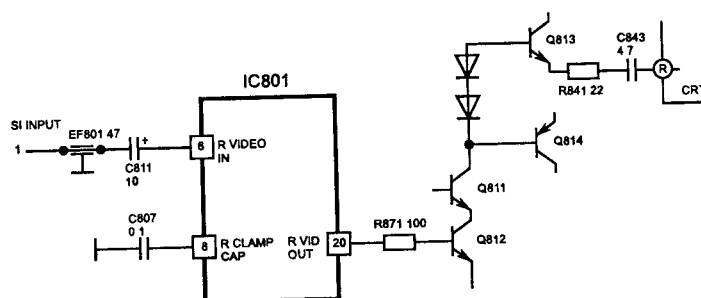 C843
4 7
Q813
R
R841 22
CRT
IC801
SI INPUT
EF801 47
1
+
6
R VIDEO
IN
C811
10
Q814
Q811
C807
0 1
R871 100
8
R CLAMP
CAP
R VID
OUT
20
Q812